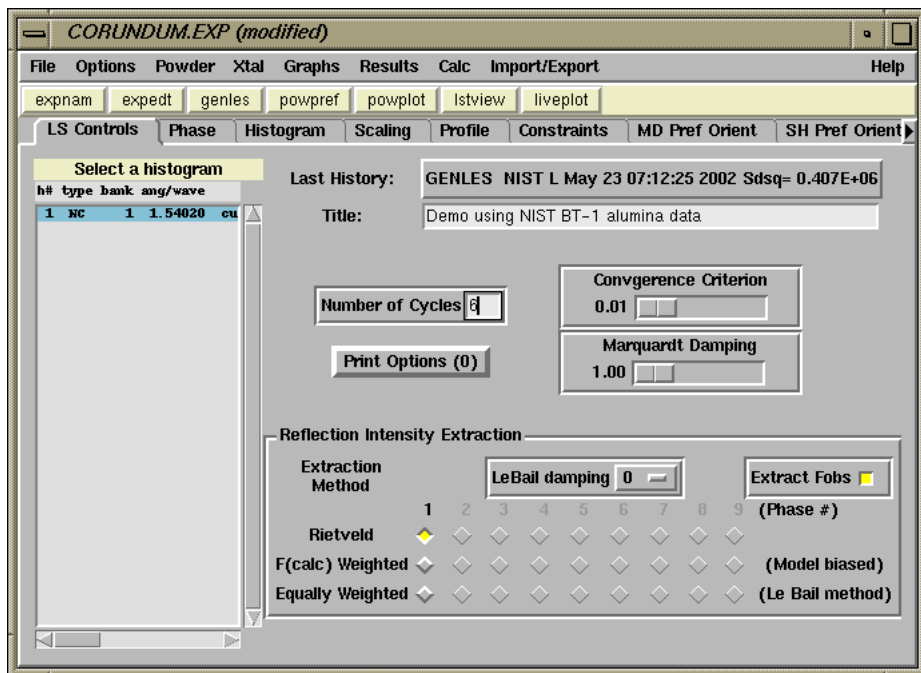 CORUNDUM.EXP (modified)
File Options Powder Xtal Graphs Results Calc Import/Export Help
expnam expedt genles powpref powplot lstview liveplot
LS Controls Phase Histogram Scaling Profile Constraints MD Pref Orient SH Pref Orient
Select a histogram
h# type bank ang/wave
1 NC 1 1.54020 cu
Last History: GENLES NIST L May 23 07:12:25 2002 Sdsq= 0.407E+06
Title: Demo using NIST BT-1 alumina data
Number of Cycles 6
Convgerence Criterion
0.01
Print Options (0)
Marquardt Damping
1.00
Reflection Intensity Extraction
Extraction Method
LeBail damping 0
Extract Fobs
1 2 3 4 5 6 7 8 9 (Phase #)
Rietveld
F(calc) Weighted (Model biased)
Equally Weighted (Le Bail method)